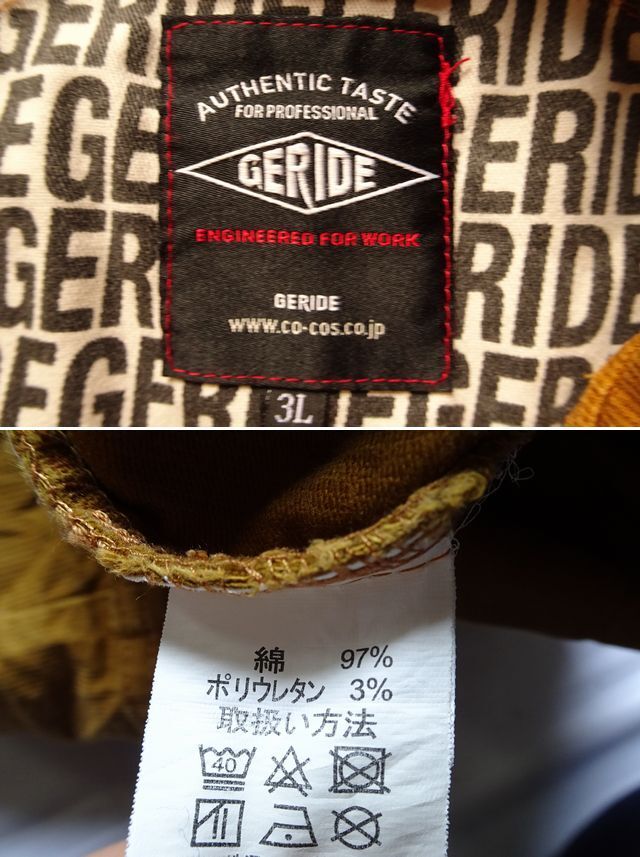 AUTHENTIC TASTE
FOR PROFESSIONAL
GERIDE
ENGINEERED FOR WORK
GERIDE
www.co-cos.co.jp
3L
綿 97%
ポリウレタン 3%
取扱い方法
40